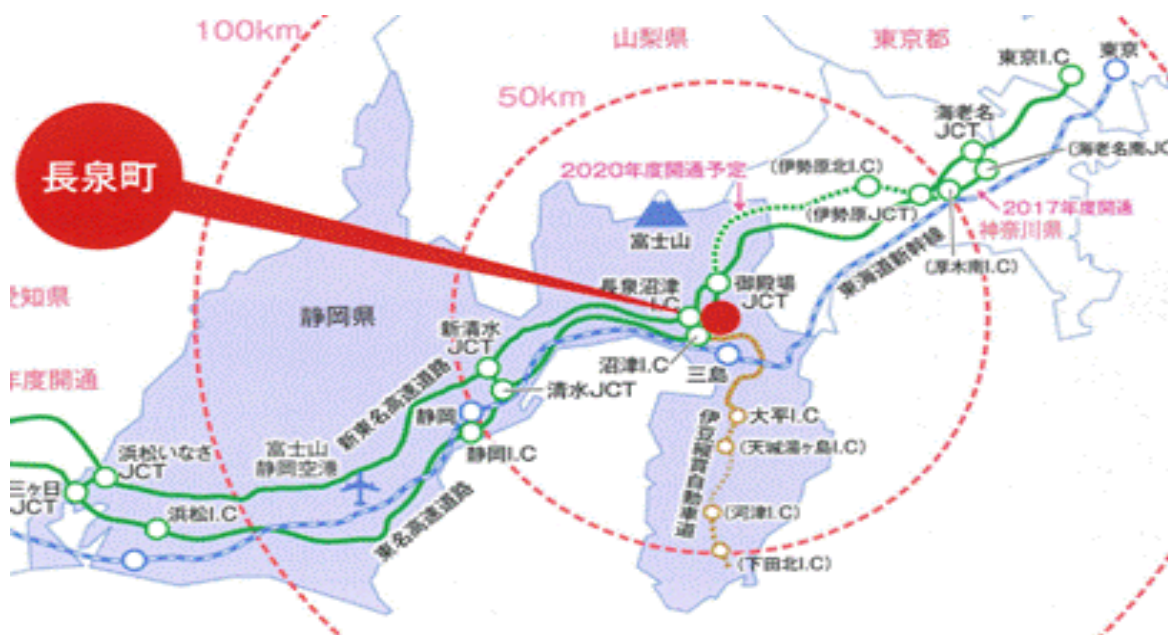 100km
山梨県
東京都
東京I.C
東京
50km
海老名
JCT
(海老名南JC
長泉町
2020年度開通予定
(伊勢原北I.C)
(伊勢原JCT)
2017年度開通
神奈川県
富士山
(厚木南I.C)
東海道新幹線
長泉沼津
I.C
御殿場
JCT
愛知県
静岡県
新清水
JCT
沼津I.C
三島
年度開通
清水JCT
新東名高速道路
静岡
大平I.C
伊豆縦貫自動車道
(天城湯ヶ島I.C)
浜松いなさ
JCT
富士山
静岡空港
静岡I.C
三ヶ日
JCT
浜松I.C
東名高速道路
(河津I.C)
(下田北I.C)